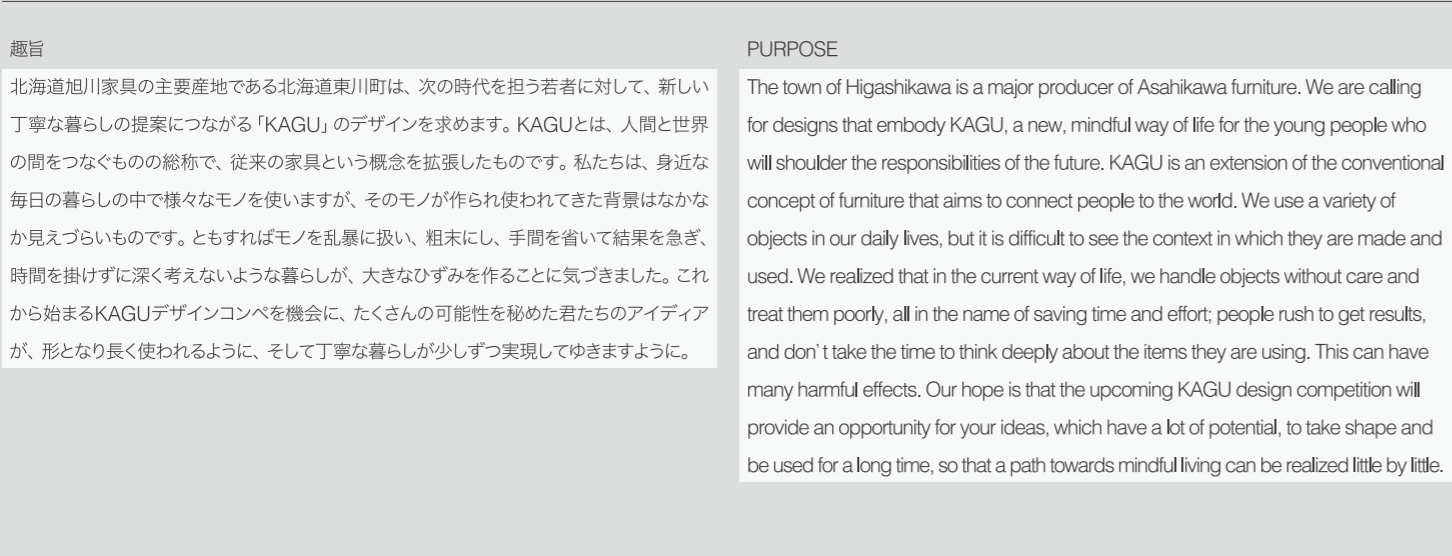 趣旨
北海道旭川家具の主要産地である北海道東川町は、次の時代を担う若者に対して、新しい
丁寧な暮らしの提案につながる「KAGU」のデザインを求めます。KAGUとは、人間と世界
の間をつなぐものの総称で、従来の家具という概念を拡張したものです。私たちは、身近な
毎日の暮らしの中で様々なモノを使いますが、そのモノが作られ使われてきた背景はなかな
か見えづらいものです。ともすればモノを乱暴に扱い、粗末にし、手間を省いて結果を急ぎ、
時間を掛けずに深く考えないような暮らしが、大きなひずみを作ることに気づきました。これ
から始まるKAGUデザインコンペを機会に、たくさんの可能性を秘めた君たちのアイディア
が、形となり長く使われるように、そして丁寧な暮らしが少しずつ実現してゆきますように。
PURPOSE
The town of Higashikawa is a major producer of Asahikawa furniture. We are calling
for designs that embody KAGU, a new, mindful way of life for the young people who
will shoulder the responsibilities of the future. KAGU is an extension of the conventional
concept of furniture that aims to connect people to the world. We use a variety of
objects in our daily lives, but it is difficult to see the context in which they are made and
used. We realized that in the current way of life, we handle objects without care and
treat them poorly, all in the name of saving time and effort; people rush to get results,
and don't take the time to think deeply about the items they are using. This can have
many harmful effects. Our hope is that the upcoming KAGU design competition will
provide an opportunity for your ideas, which have a lot of potential, to take shape and
be used for a long time, so that a path towards mindful living can be realized little by little.